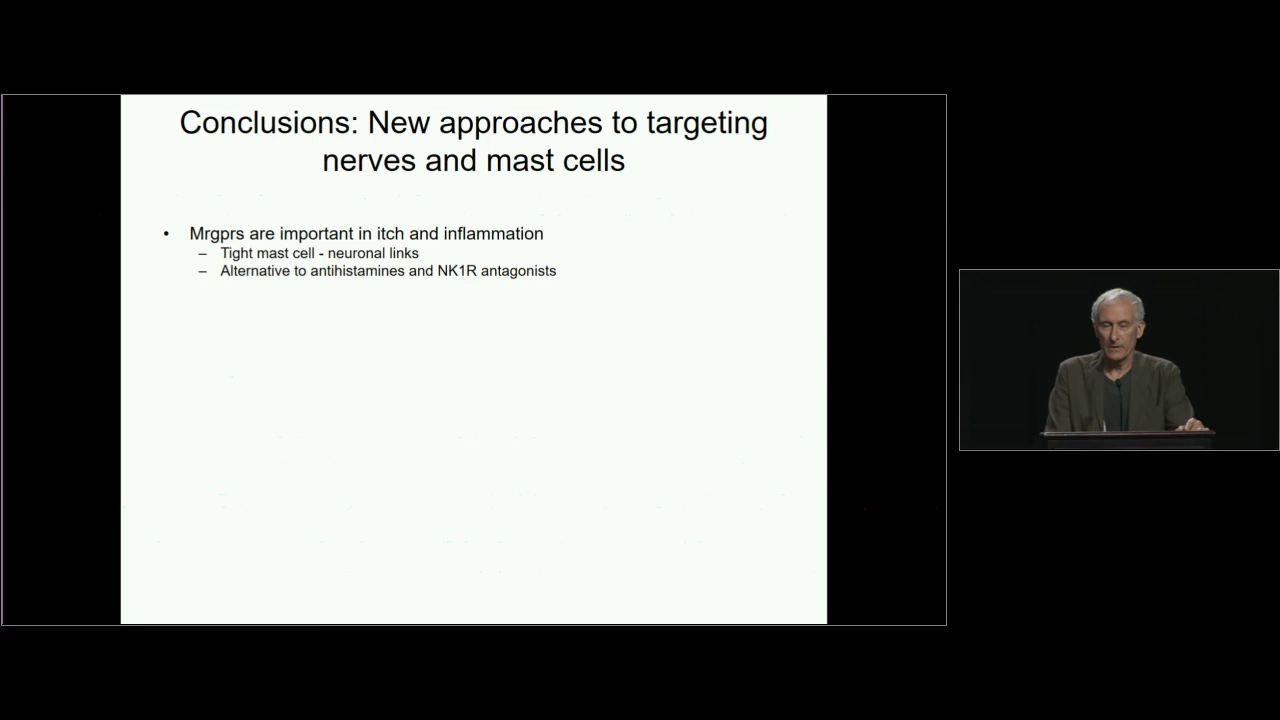 Conclusions: New approaches to targeting
nerves and mast cells
• Mrgprs are important in itch and inflammation
– Tight mast cell - neuronal links
– Alternative to antihistamines and NK1R antagonists